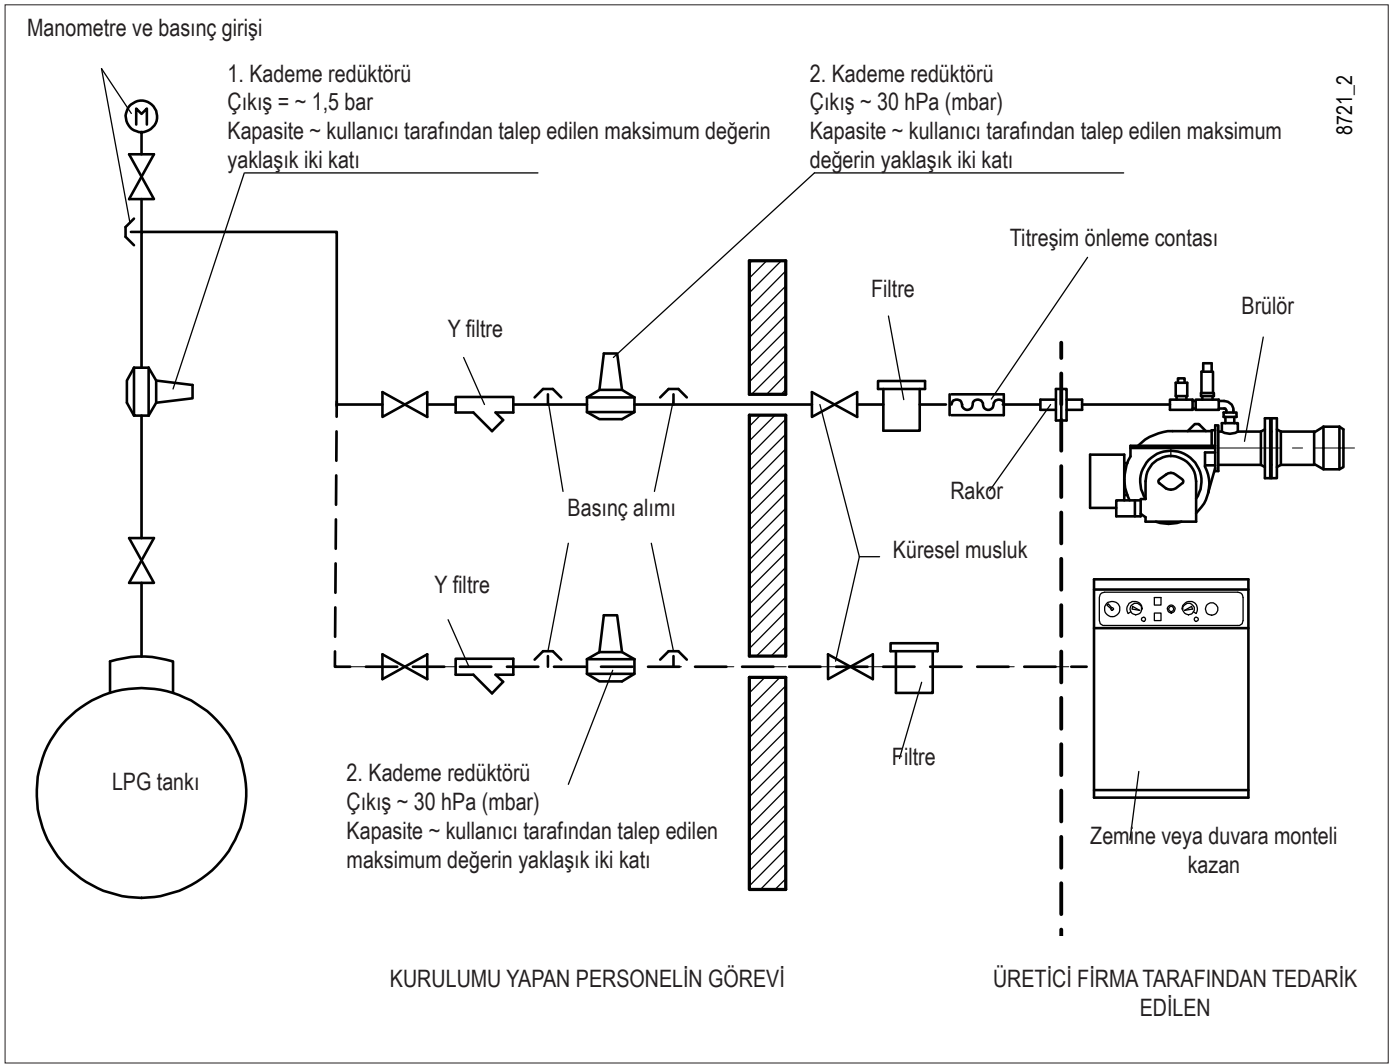 Manometre ve basınç girişi
1. Kademe redüktörü
Çıkış = ~ 1,5 bar
Kapasite ~ kullanıcı tarafından talep edilen maksimum değerin
yaklaşık iki katı
2. Kademe redüktörü
Çıkış ~ 30 hPa (mbar)
Kapasite ~ kullanıcı tarafından talep edilen maksimum
değerin yaklaşık iki katı
8721_2
M
Titreşim önleme contası
Filtre
Brülör
Y filtre
Rakor
Basınç alımı
Küresel musluk
Y filtre
Filtre
LPG tankı
2. Kademe redüktörü
Çıkış ~ 30 hPa (mbar)
Kapasite ~ kullanıcı tarafından talep edilen
maksimum değerin yaklaşık iki katı
Zemine veya duvara monteli
kazan
KURULUMU YAPAN PERSONELİN GÖREVİ
ÜRETİCİ FİRMA TARAFINDAN TEDARİK
EDİLEN